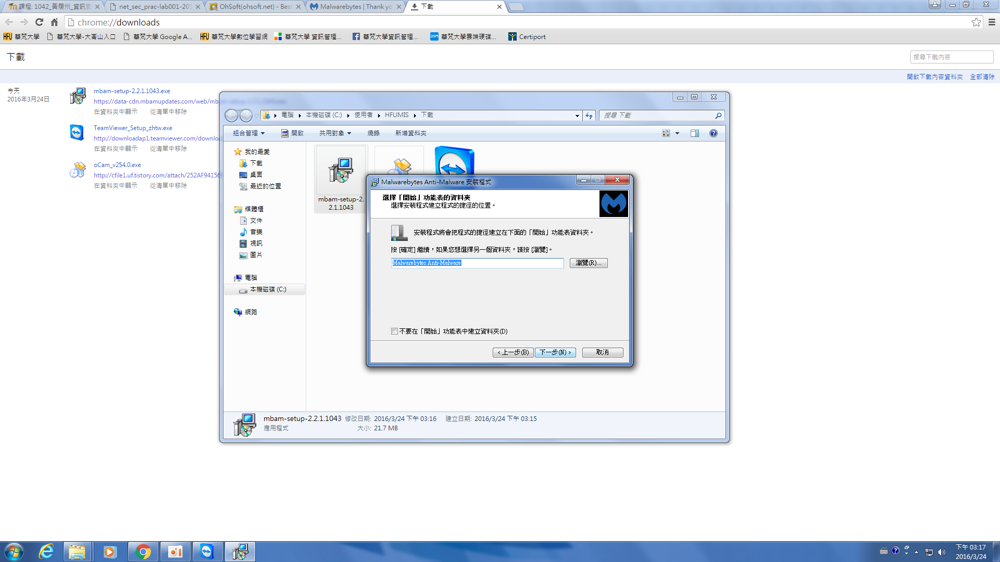 課程: 1042_黃履州_資訊安
net_sec_prac-lab001-201
OhSoft(ohsoft.net) - Best
Malwarebytes | Thank yo
下載
chrome://downloads
HFU 華梵大學
華梵大學-大崙山入口
華梵大學 Google A...
HFU 華梵大學數位學習網
華梵大學 資訊管理...
華梵大學資訊管理...
DSM 華梵大學雲端硬碟...
Certiport
下載
搜尋下載內容
開啟下載內容資料夾 全部清除
今天
2016年3月24日
mbam-setup-2.2.1.1043.exe
https://data-cdn.mbamupdates.com/web/mb
在資料夾中顯示 從清單中移除
TeamViewer_Setup_zhtw.exe
http://downloadap1.teamviewer.com/downlo
在資料夾中顯示 從清單中移除
oCam_v254.0.exe
http://cfile1.uf.tistory.com/attach/252AF9415
在資料夾中顯示 從清單中移除
電腦 本機磁碟 (C:) 使用者 HFUMIS 下載
搜尋 下載
組合管理 開啟 共用對象 燒錄 新增資料夾
我的最愛
下載
桌面
最近的位置
媒體櫃
文件
音樂
視訊
圖片
電腦
本機磁碟 (C:)
網路
mbam-setup-2.
2.1.1043
Malwarebytes Anti-Malware 安裝程式
選擇「開始」功能表的資料夾
選擇安裝程式建立程式的捷徑的位置。
安裝程式將會把程式的捷徑建立在下面的「開始」功能表資料夾。
按 [確定] 繼續，如果您想選擇另一個資料夾，請按 [瀏覽]。
Malwarebytes Anti-Malware
瀏覽(R)...
不要在「開始」功能表中建立資料夾(D)
< 上一步(B) 下一步(N) > 取消
mbam-setup-2.2.1.1043 修改日期: 2016/3/24 下午 03:16 建立日期: 2016/3/24 下午 03:15
應用程式 大小: 21.7 MB
下午 03:17
2016/3/24